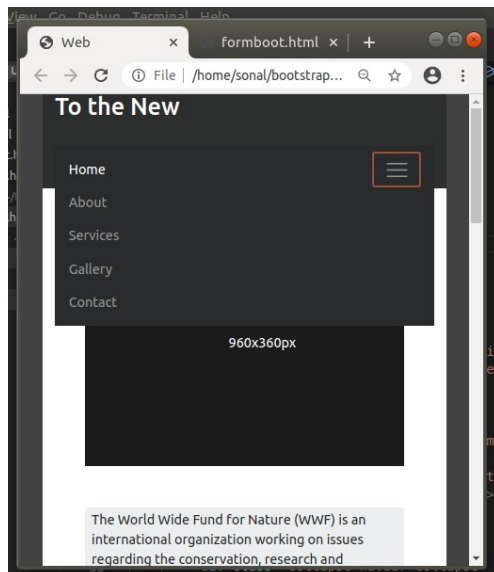 View Go Debug Terminal Help
Web
formboot.html
File | /home/sonal/bootstrap...
To the New
Home
About
Services
Gallery
Contact
960x360px
The World Wide Fund for Nature (WWF) is an
international organization working on issues
regarding the conservation, research and